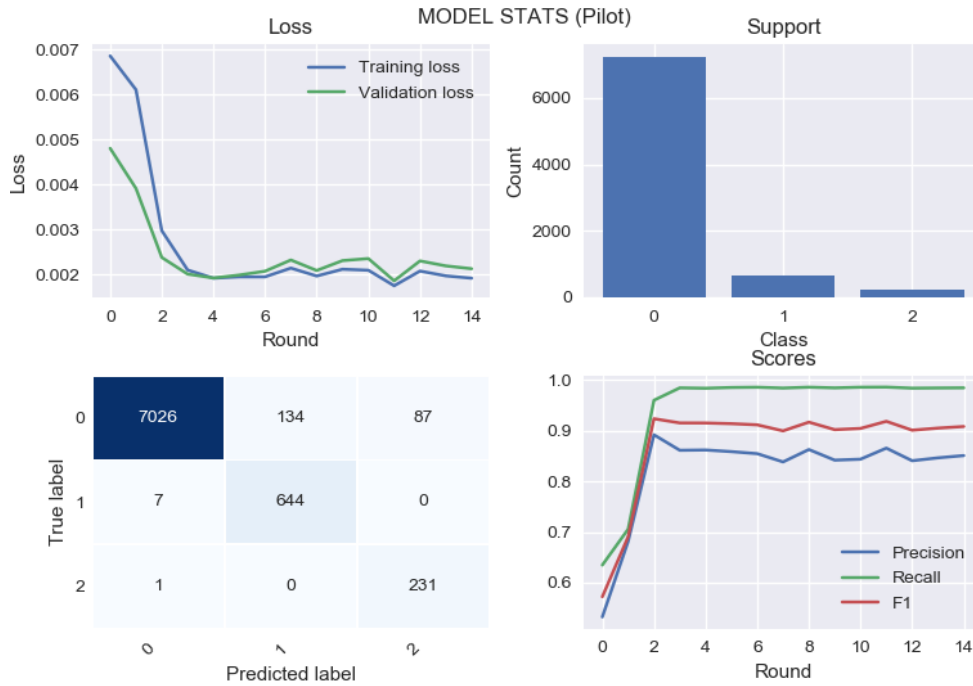 MODEL STATS (Pilot)
Loss
0.007
0.006
0.005
0.004
0.003
0.002
Loss
Training loss
Validation loss
0 2 4 6 8 10 12 14
Round
Support
6000
4000
2000
0
Count
0 1 2
Class
0 7026 134 87
1 7 644 0
2 1 0 231
True label
0 1 2
Predicted label
Scores
1.0
0.9
0.8
0.7
0.6
Precision
Recall
F1
0 2 4 6 8 10 12 14
Round